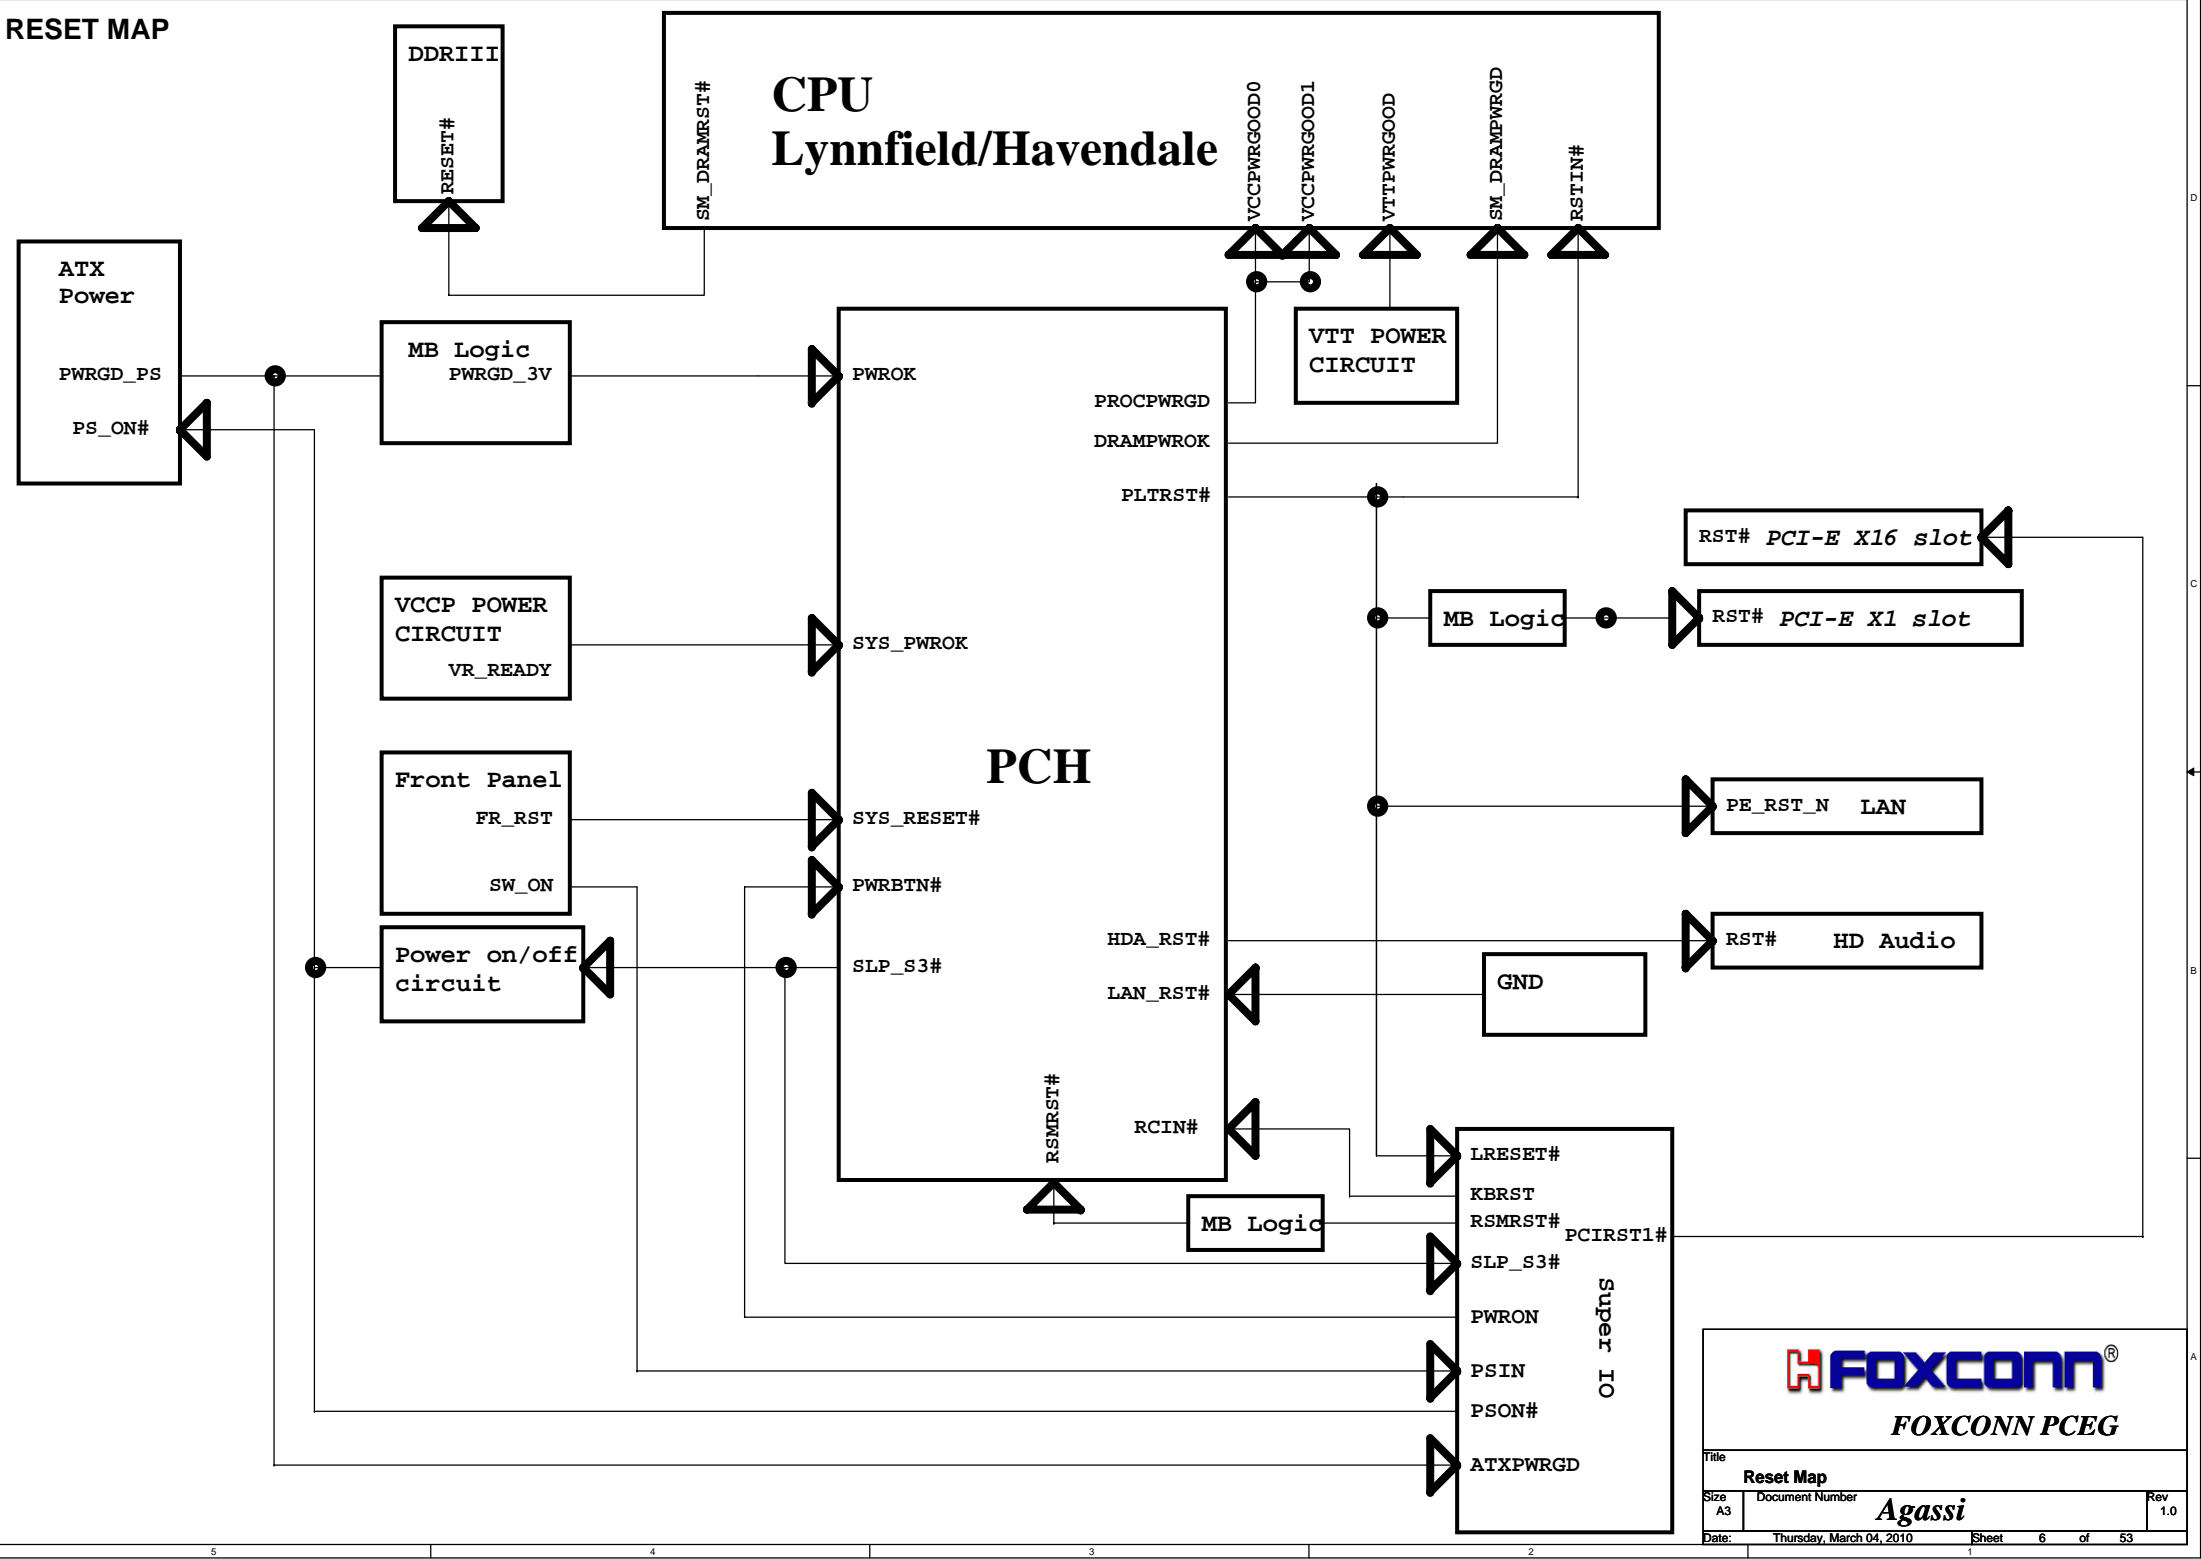 RESET MAP
DDRIII
RESET#
CPU
Lynnfield/Havendale
SM_DRAMRST#
VCCPWRGOOD0
VCCPWRGOOD1
VTTPWRGOOD
SM_DRAMPWRGD
RSTIN#
ATX
Power
PWRGD_PS
PS_ON#
MB Logic
PWRGD_3V
VTT POWER
CIRCUIT
PWROK
PROCPWRGD
DRAMPWROK
PLTRST#
RST# PCI-E X16 slot
VCCP POWER
CIRCUIT
VR_READY
SYS_PWROK
MB Logic
RST# PCI-E X1 slot
PCH
Front Panel
FR_RST
SW_ON
SYS_RESET#
PWRBTN#
PE_RST_N LAN
Power on/off
circuit
SLP_S3#
HDA_RST#
LAN_RST#
RST# HD Audio
GND
RSMRST#
RCIN#
MB Logic
LRESET#
KBRST
RSMRST#
PCIRST1#
SLP_S3#
PWRON
PSIN
PSON#
ATXPWRGD
Super IO
H FOXCONN®
FOXCONN PCEG
Title
Reset Map
Size
A3
Document Number
Agassi
Rev
1.0
Date: Thursday, March 04, 2010 Sheet 6 of 53
D
C
B
A
5 4 3 2 1